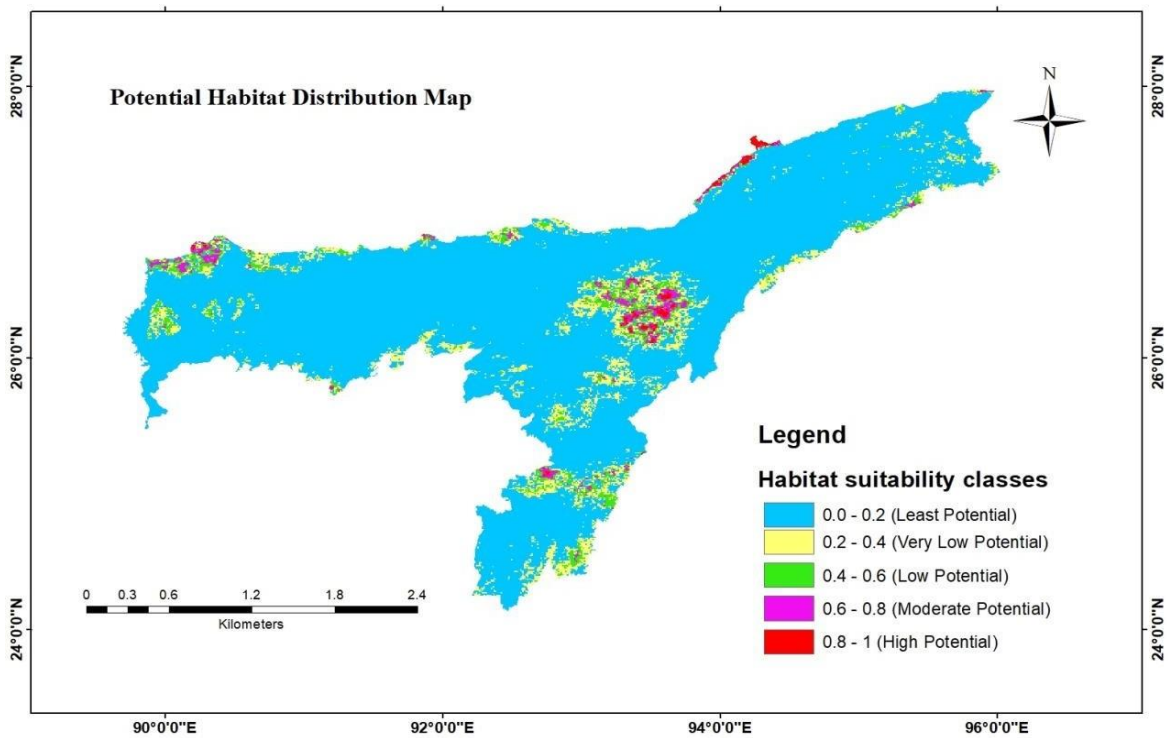 Potential Habitat Distribution Map
N
28°0'0"N
28°0'0"N
26°0'0"N
26°0'0"N
24°0'0"N
24°0'0"N
Legend
Habitat suitability classes
0.0 - 0.2 (Least Potential)
0.2 - 0.4 (Very Low Potential)
0.4 - 0.6 (Low Potential)
0.6 - 0.8 (Moderate Potential)
0.8 - 1 (High Potential)
0 0.3 0.6 1.2 1.8 2.4
Kilometers
90°0'0"E 92°0'0"E 94°0'0"E 96°0'0"E